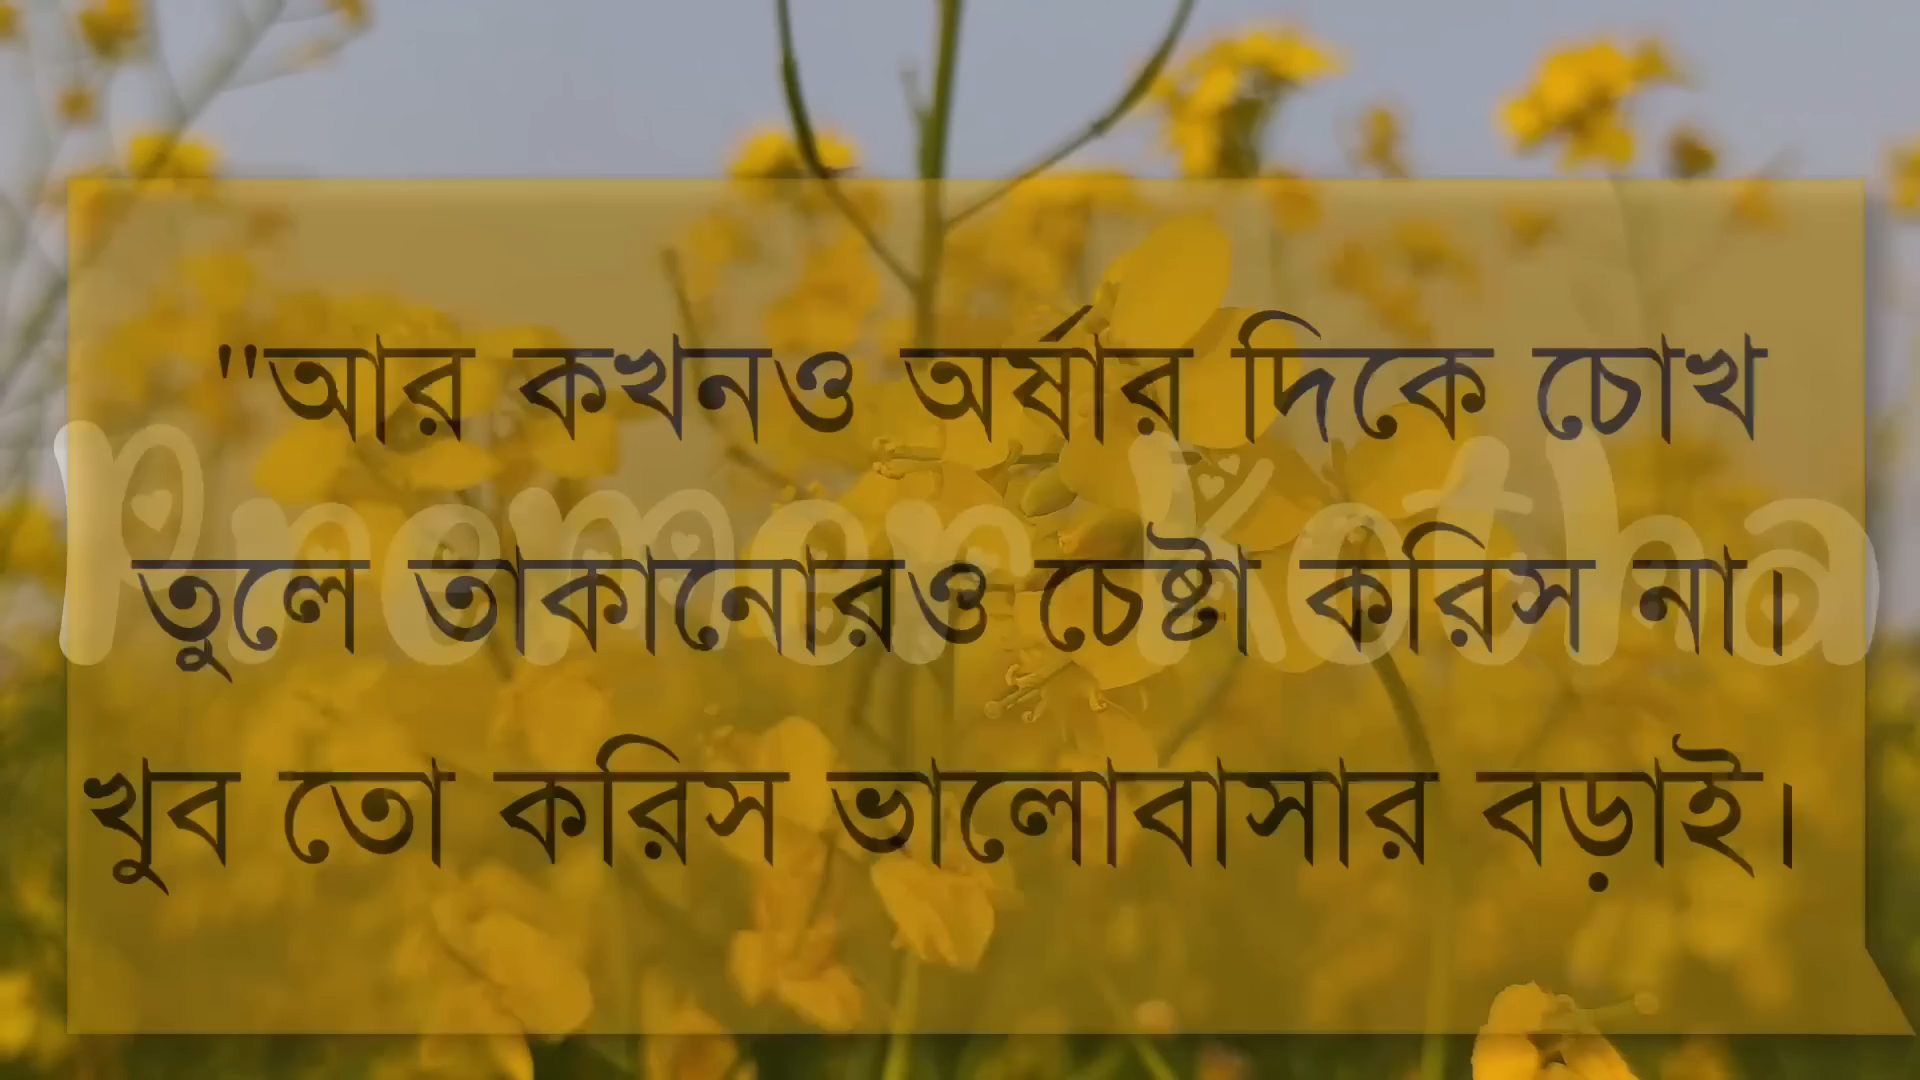 ''আর কখনও অর্ষার দিকে চোখ
তুলে তাকানোরও চেষ্টা করিস না।
খুব তো করিস ভালোবাসার বড়াই।
Premer Kotha